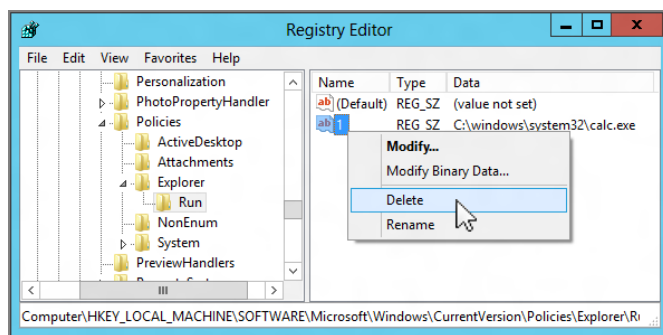 Registry Editor
File Edit View Favorites Help
Personalization
PhotoPropertyHandler
Policies
ActiveDesktop
Attachments
Explorer
Run
NonEnum
System
PreviewHandlers
Name Type Data
ab (Default) REG_SZ (value not set)
ab 1 REG_SZ C:\windows\system32\calc.exe
Modify...
Modify Binary Data...
Delete
Rename
Computer\HKEY_LOCAL_MACHINE\SOFTWARE\Microsoft\Windows\CurrentVersion\Policies\Explorer\